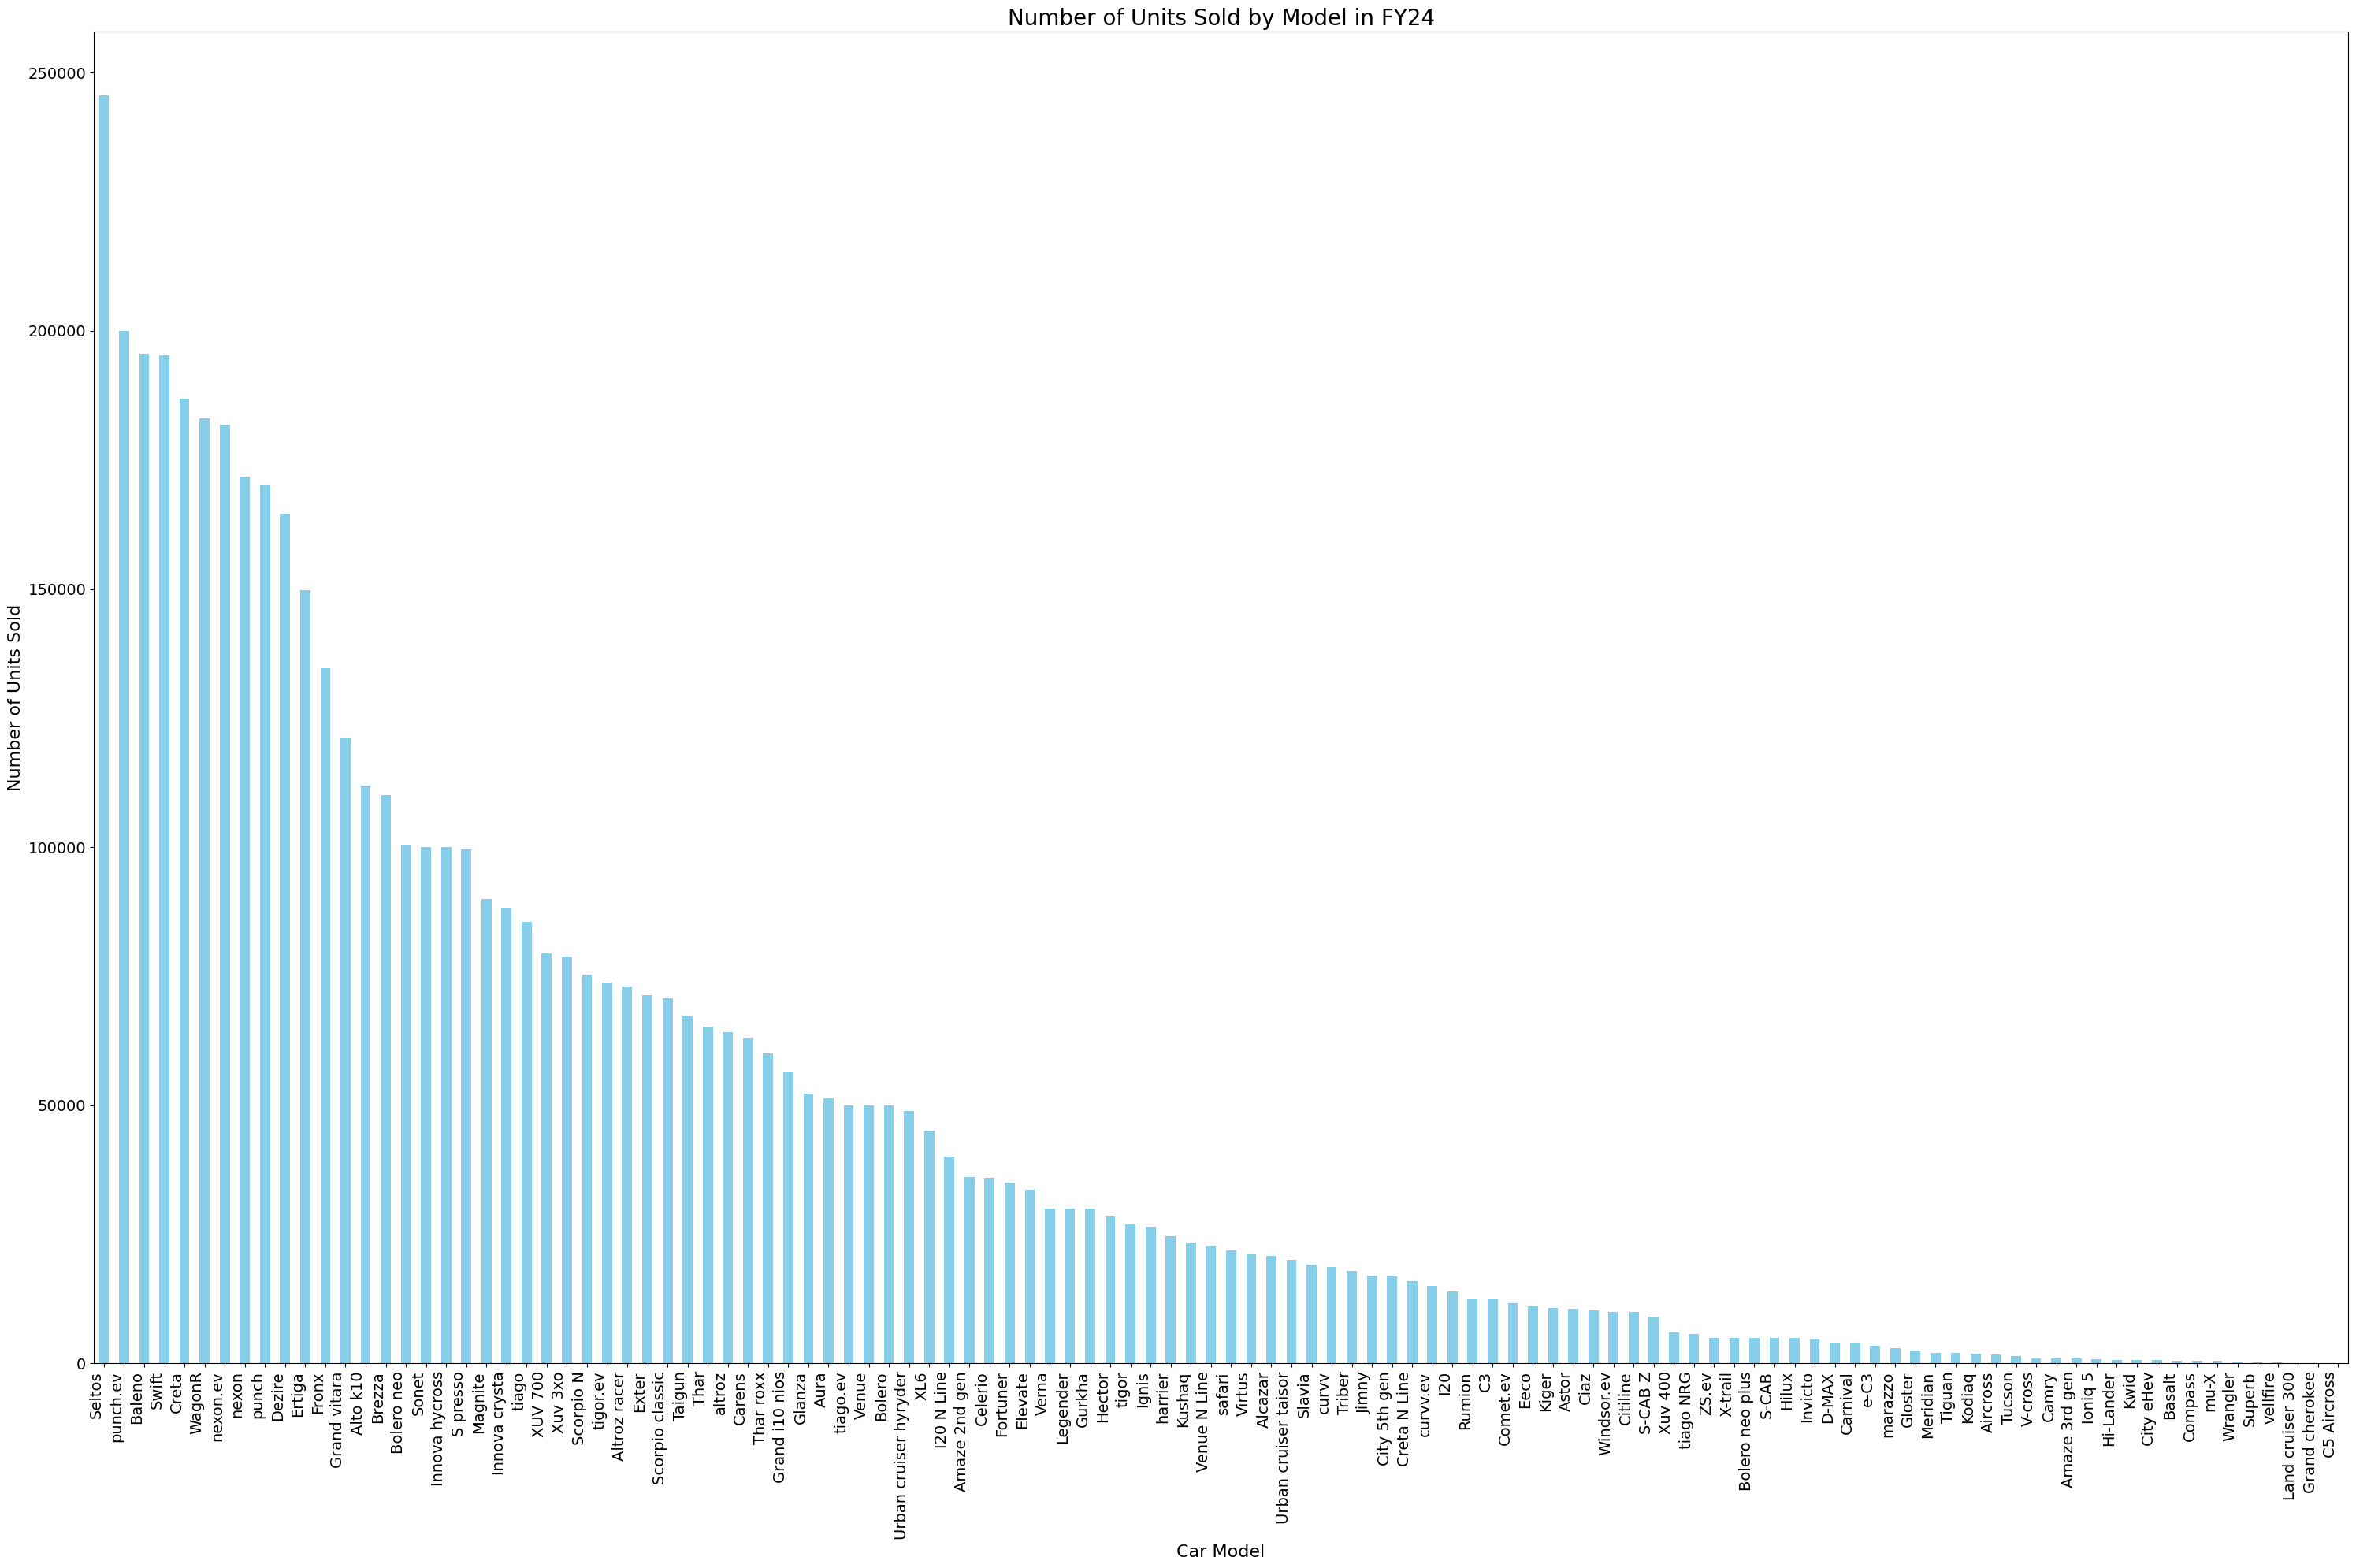 Number of Units Sold by Model in FY24
Number of Units Sold
250000
200000
150000
100000
50000
0
Seltos
punch.ev
Baleno
Swift
Creta
WagonR
nexon.ev
nexon
punch
Dezire
Ertiga
Fronx
Grand vitara
Alto k10
Brezza
Bolero neo
Sonet
Innova hycross
S presso
Magnite
Innova crysta
tiago
XUV 700
Xuv 3xo
Scorpio N
tigor.ev
Altroz racer
Exter
Scorpio classic
Taigun
Thar
altroz
Carens
Thar roxx
Grand i10 nios
Glanza
Aura
tiago.ev
Venue
Bolero
Urban cruiser hyryder
XL6
I20 N Line
Amaze 2nd gen
Celerio
Fortuner
Elevate
Verna
Legender
Gurkha
Hector
tigor
Ignis
harrier
Kushaq
Venue N Line
safari
Virtus
Alcazar
Urban cruiser taisor
Slavia
curvv
Triber
Jimny
City 5th gen
Creta N Line
curvv.ev
I20
Rumion
C3
Comet.ev
Eeco
Kiger
Astor
Ciaz
Windsor.ev
Citiline
S-CAB Z
Xuv 400
tiago NRG
ZS.ev
X-trail
Bolero neo plus
S-CAB
Hilux
Invicto
D-MAX
Carnival
e-C3
marazzo
Gloster
Meridian
Tiguan
Kodiaq
Aircross
Tucson
V-cross
Camry
Amaze 3rd gen
Ioniq 5
Hi-Lander
Kwid
City eHev
Basalt
Compass
mu-X
Wrangler
Superb
vellfire
Land cruiser 300
Grand cherokee
C5 Aircross
Car Model